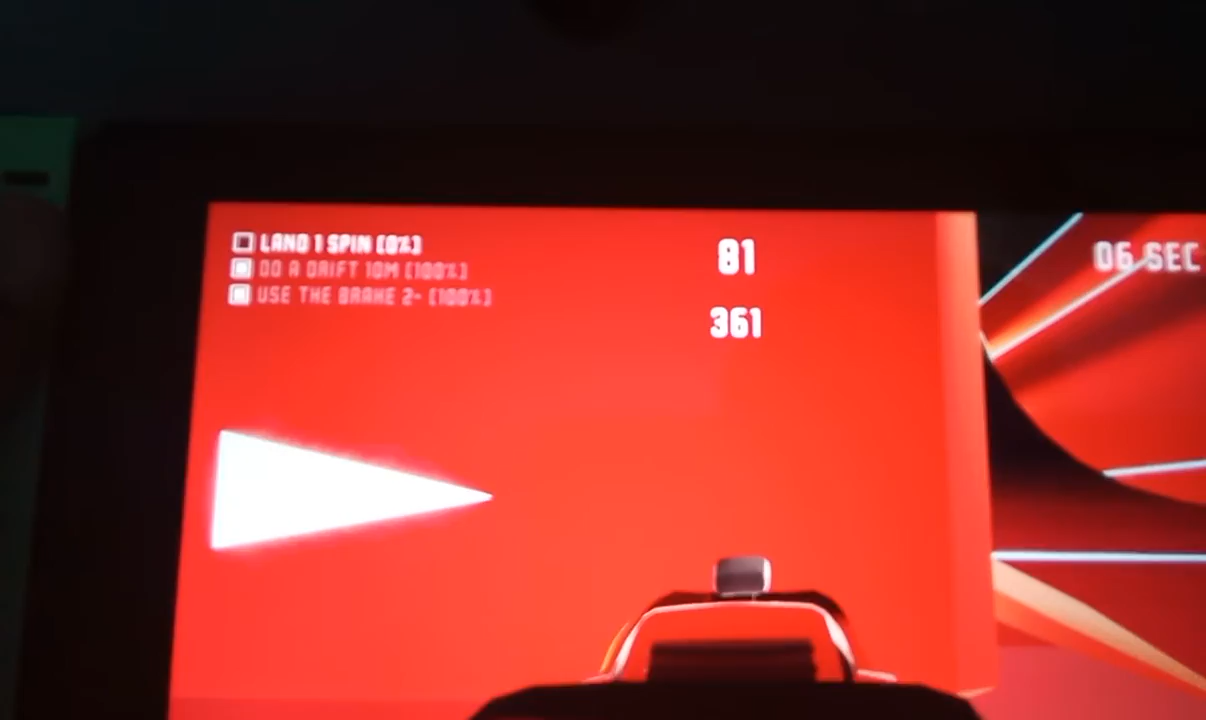 LAND 1 SPIN [0%]
DO A DRIFT 10M [100%]
USE THE BRAKE 2- [100%]
81
361
06 SEC